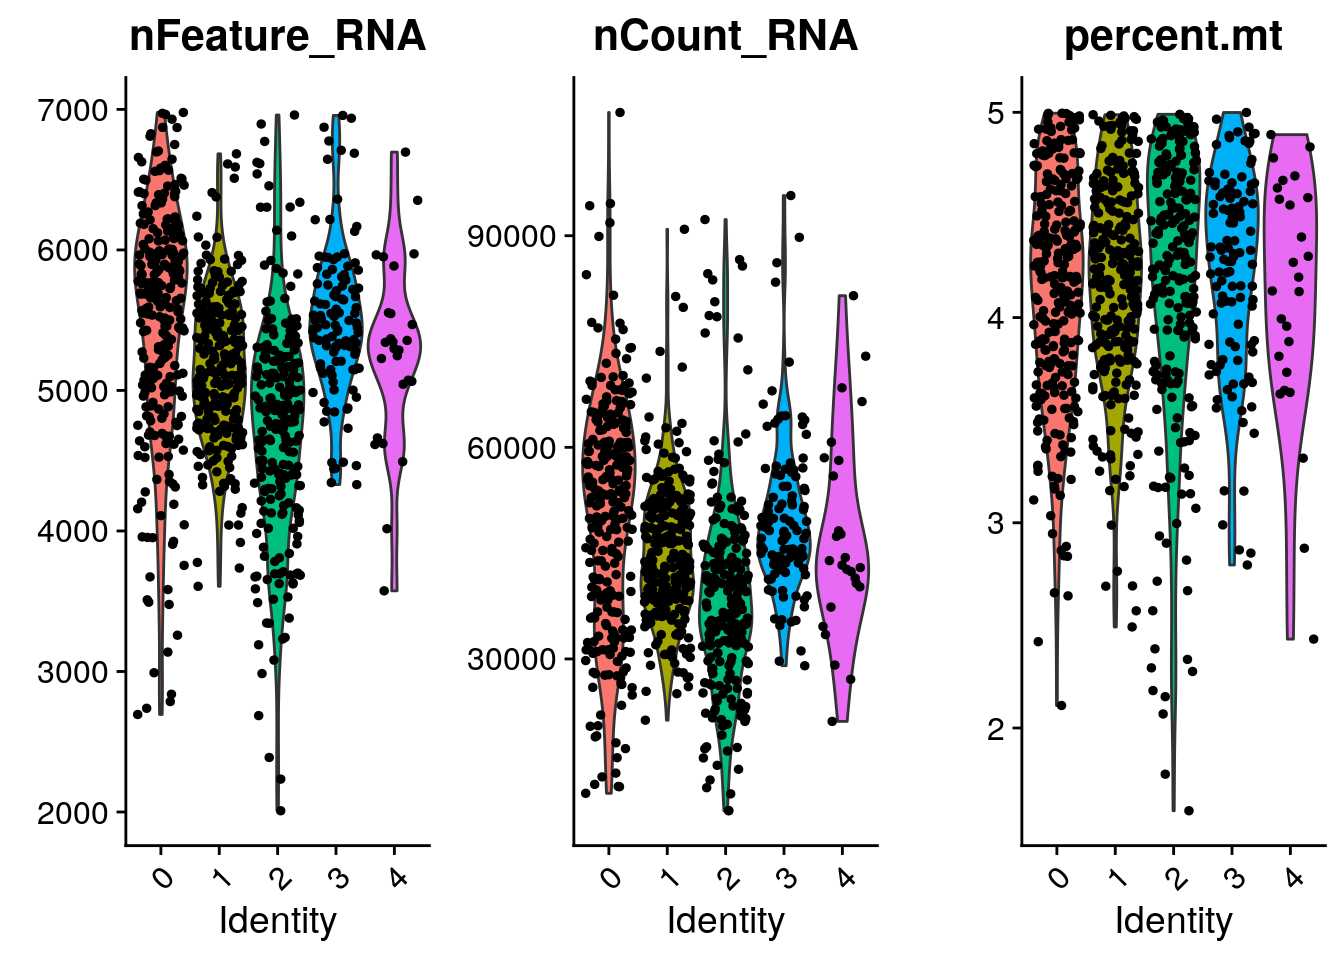 nFeature_RNA
7000
6000
5000
4000
3000
2000
0 1 2 3 4
Identity
nCount_RNA
90000
60000
30000
0 1 2 3 4
Identity
percent.mt
5
4
3
2
0 1 2 3 4
Identity